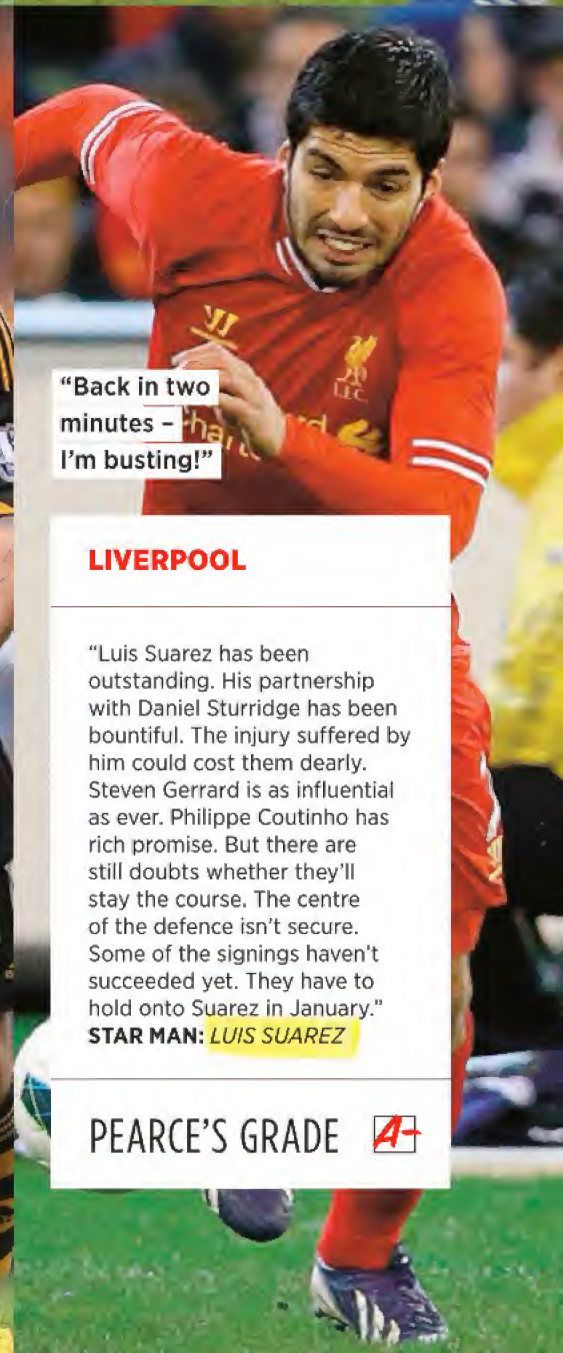 L.F.C.
"Back in two
minutes –
I'm busting!"
LIVERPOOL
"Luis Suarez has been
outstanding. His partnership
with Daniel Sturridge has been
bountiful. The injury suffered by
him could cost them dearly.
Steven Gerrard is as influential
as ever. Philippe Coutinho has
rich promise. But there are
still doubts whether they'll
stay the course. The centre
of the defence isn't secure.
Some of the signings haven't
succeeded yet. They have to
hold onto Suarez in January."
STAR MAN: LUIS SUAREZ
PEARCE'S GRADE A-